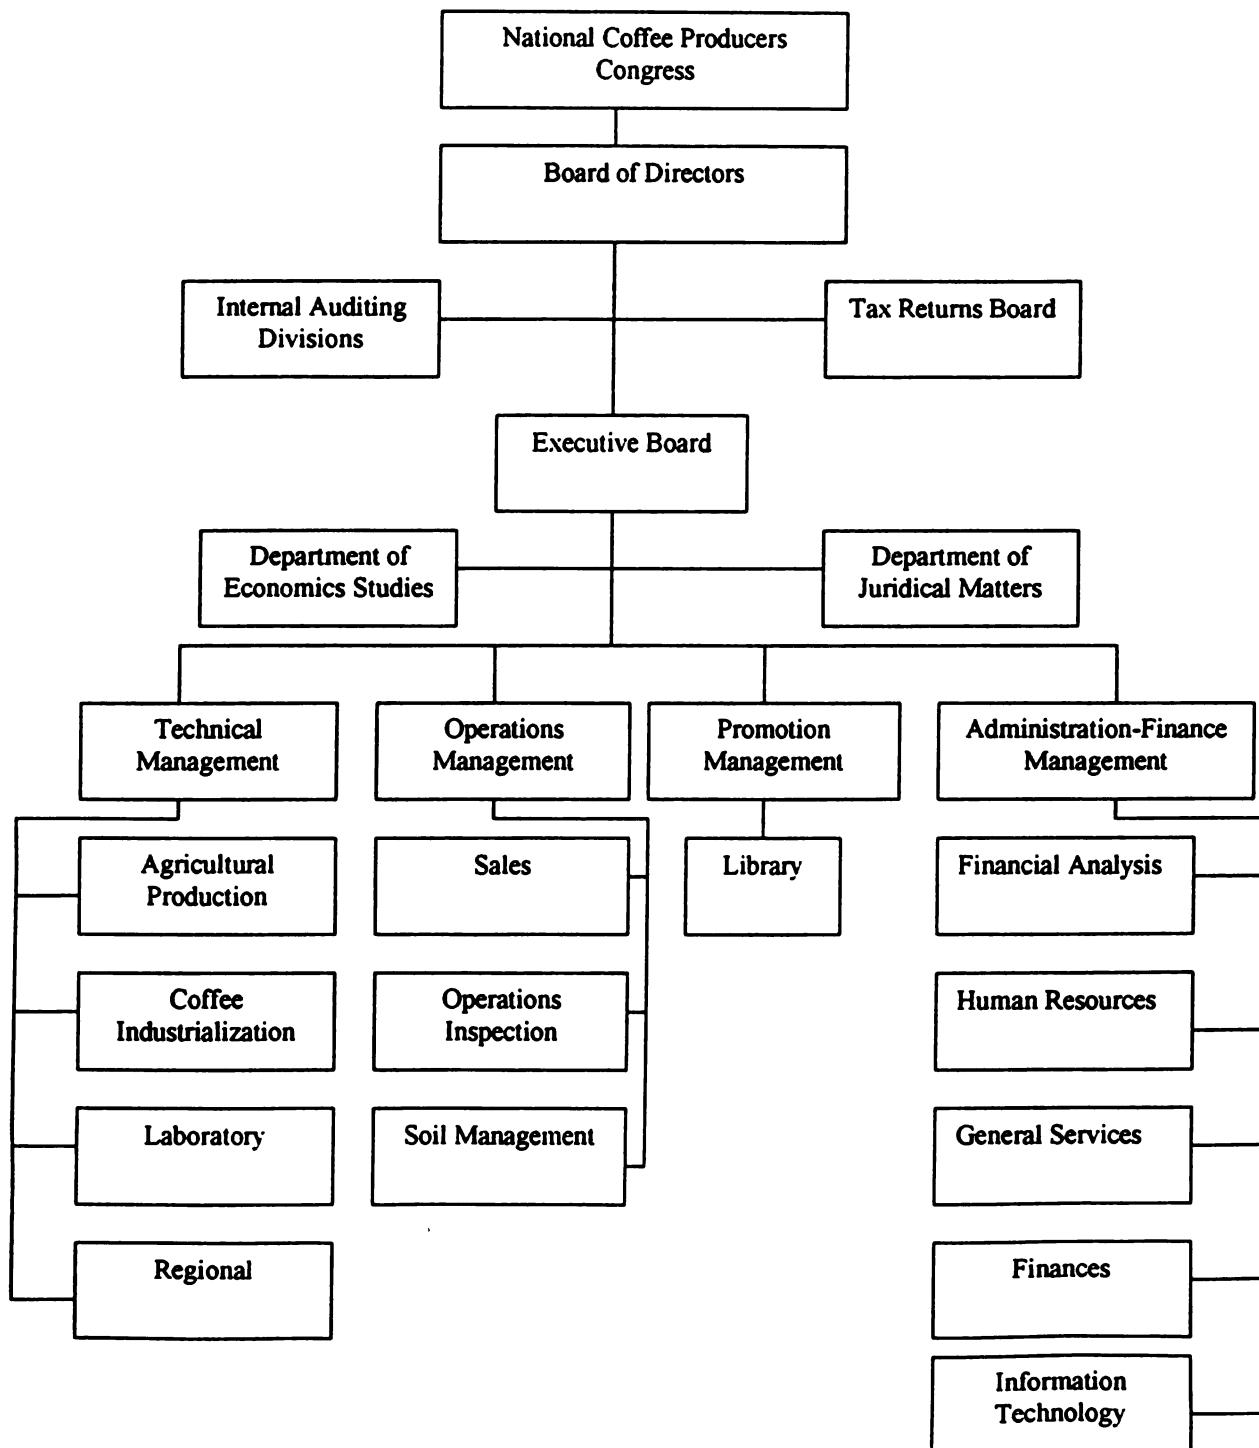 National Coffee Producers
Congress
Board of Directors
Internal Auditing
Divisions
Tax Returns Board
Executive Board
Department of
Economics Studies
Department of
Juridical Matters
Technical
Management
Operations
Management
Promotion
Management
Administration-Finance
Management
Agricultural
Production
Sales
Library
Financial Analysis
Coffee
Industrialization
Operations
Inspection
Human Resources
Laboratory
Soil Management
General Services
Regional
Finances
Information
Technology